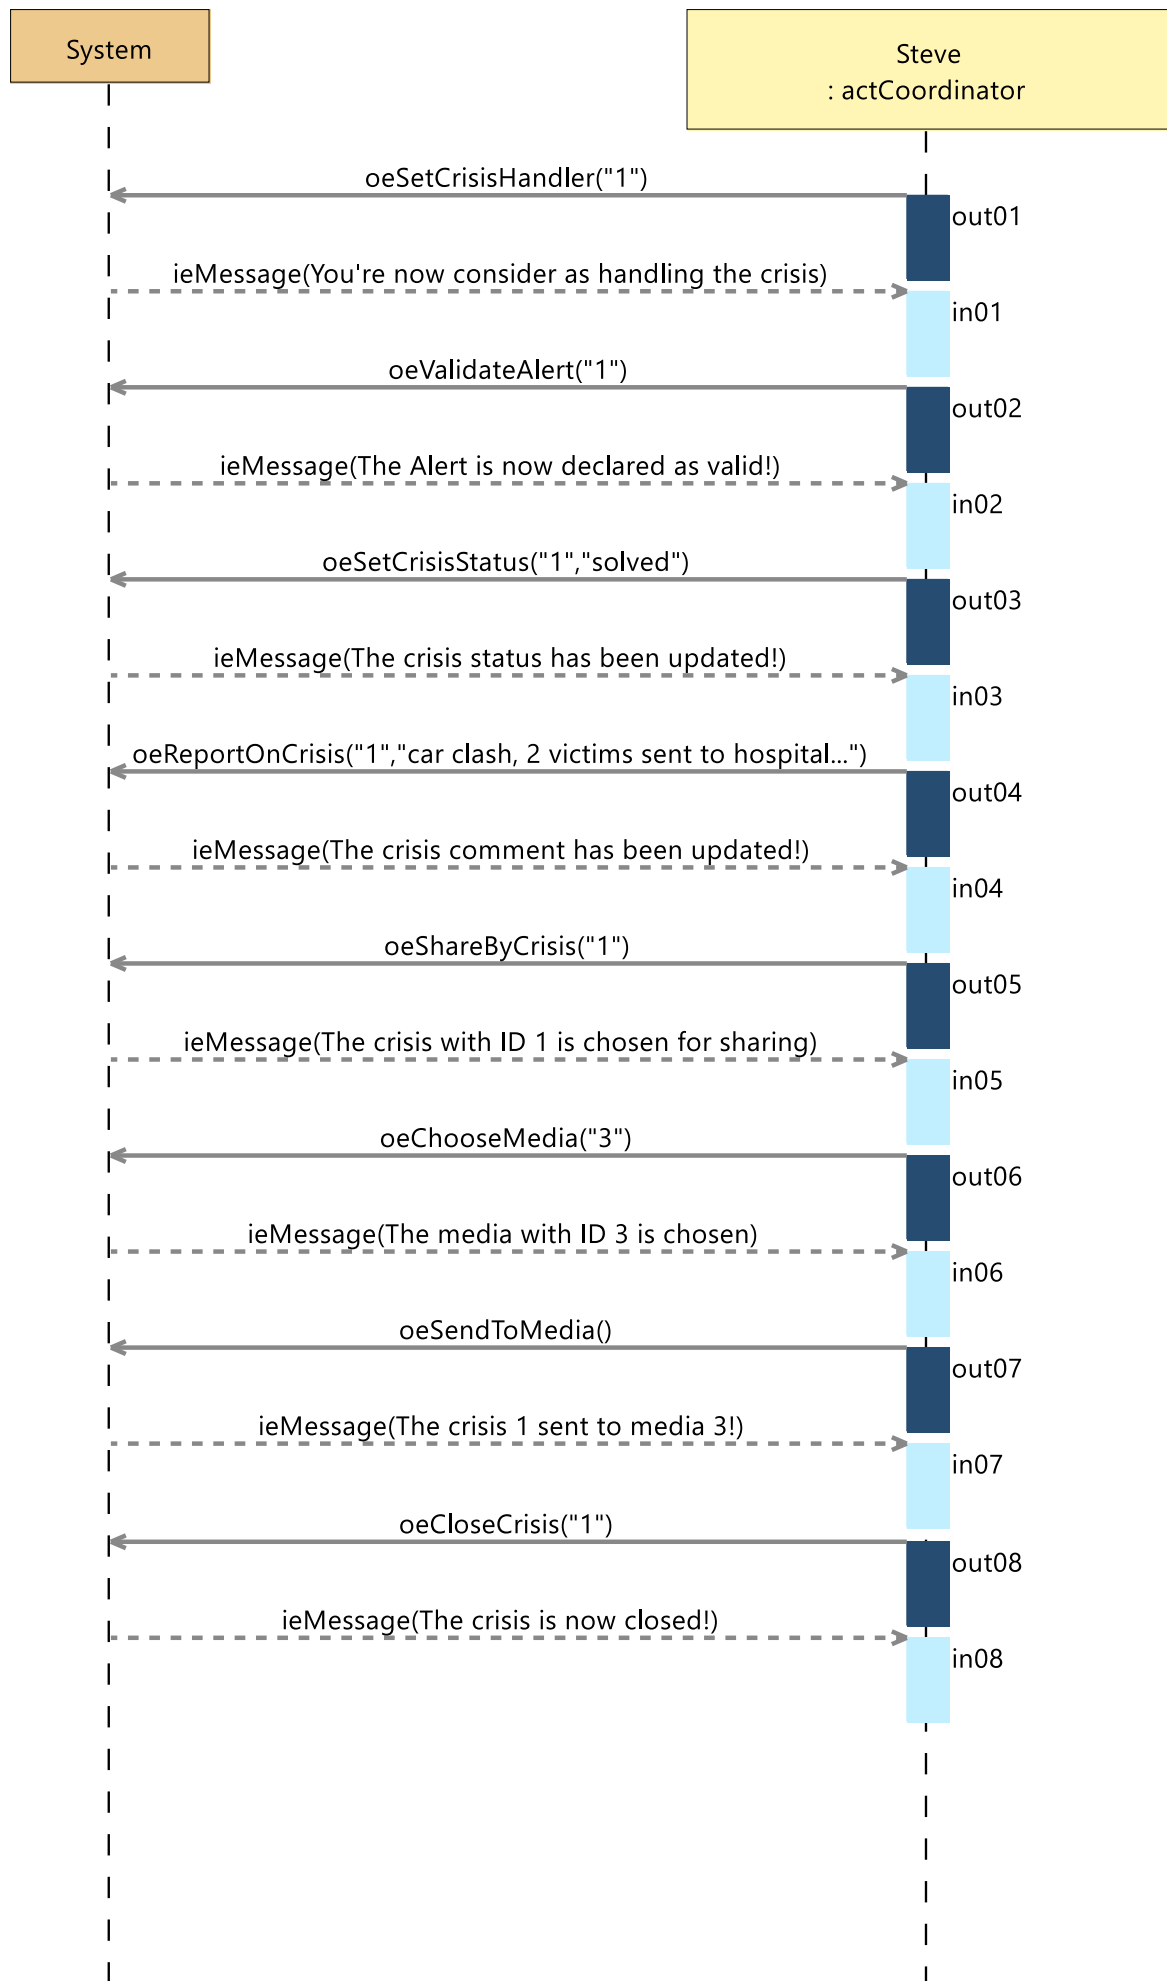 System
Steve
: actCoordinator
oeSetCrisisHandler("1")
out01
ieMessage(You're now consider as handling the crisis)
in01
oeValidateAlert("1")
out02
ieMessage(The Alert is now declared as valid!)
in02
oeSetCrisisStatus("1","solved")
out03
ieMessage(The crisis status has been updated!)
in03
oeReportOnCrisis("1","car clash, 2 victims sent to hospital...")
out04
ieMessage(The crisis comment has been updated!)
in04
oeShareByCrisis("1")
out05
ieMessage(The crisis with ID 1 is chosen for sharing)
in05
oeChooseMedia("3")
out06
ieMessage(The media with ID 3 is chosen)
in06
oeSendToMedia()
out07
ieMessage(The crisis 1 sent to media 3!)
in07
oeCloseCrisis("1")
out08
ieMessage(The crisis is now closed!)
in08